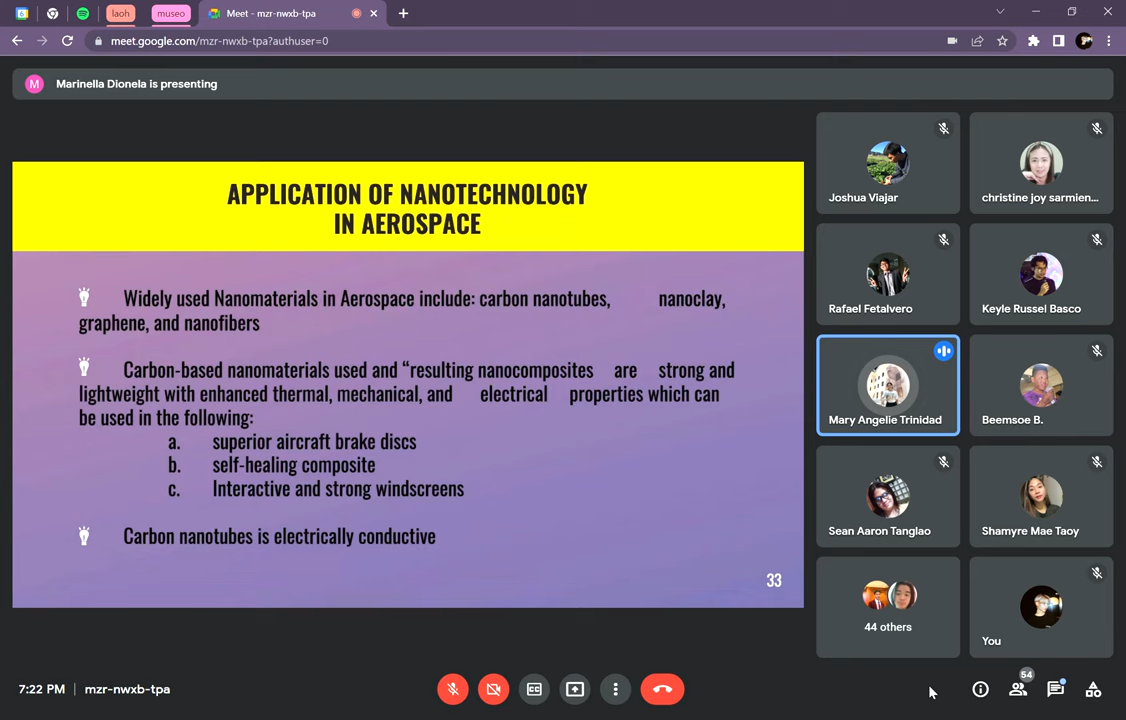 laoh
museo
Meet - mzr-nwxb-tpa
meet.google.com/mzr-nwxb-tpa?authuser=0
M
Marinella Dionela is presenting
APPLICATION OF NANOTECHNOLOGY
IN AEROSPACE
Widely used Nanomaterials in Aerospace include: carbon nanotubes, nanoclay,
graphene, and nanofibers
Carbon-based nanomaterials used and “resulting nanocomposites are strong and
lightweight with enhanced thermal, mechanical, and electrical properties which can
be used in the following:
a. superior aircraft brake discs
b. self-healing composite
c. Interactive and strong windscreens
Carbon nanotubes is electrically conductive
33
Joshua Viajar
christine joy sarmien...
Rafael Fetalvero
Keyle Russel Basco
Mary Angelie Trinidad
Beemsoe B.
Sean Aaron Tanglao
Shamyre Mae Taoy
44 others
You
7:22 PM
mzr-nwxb-tpa
54